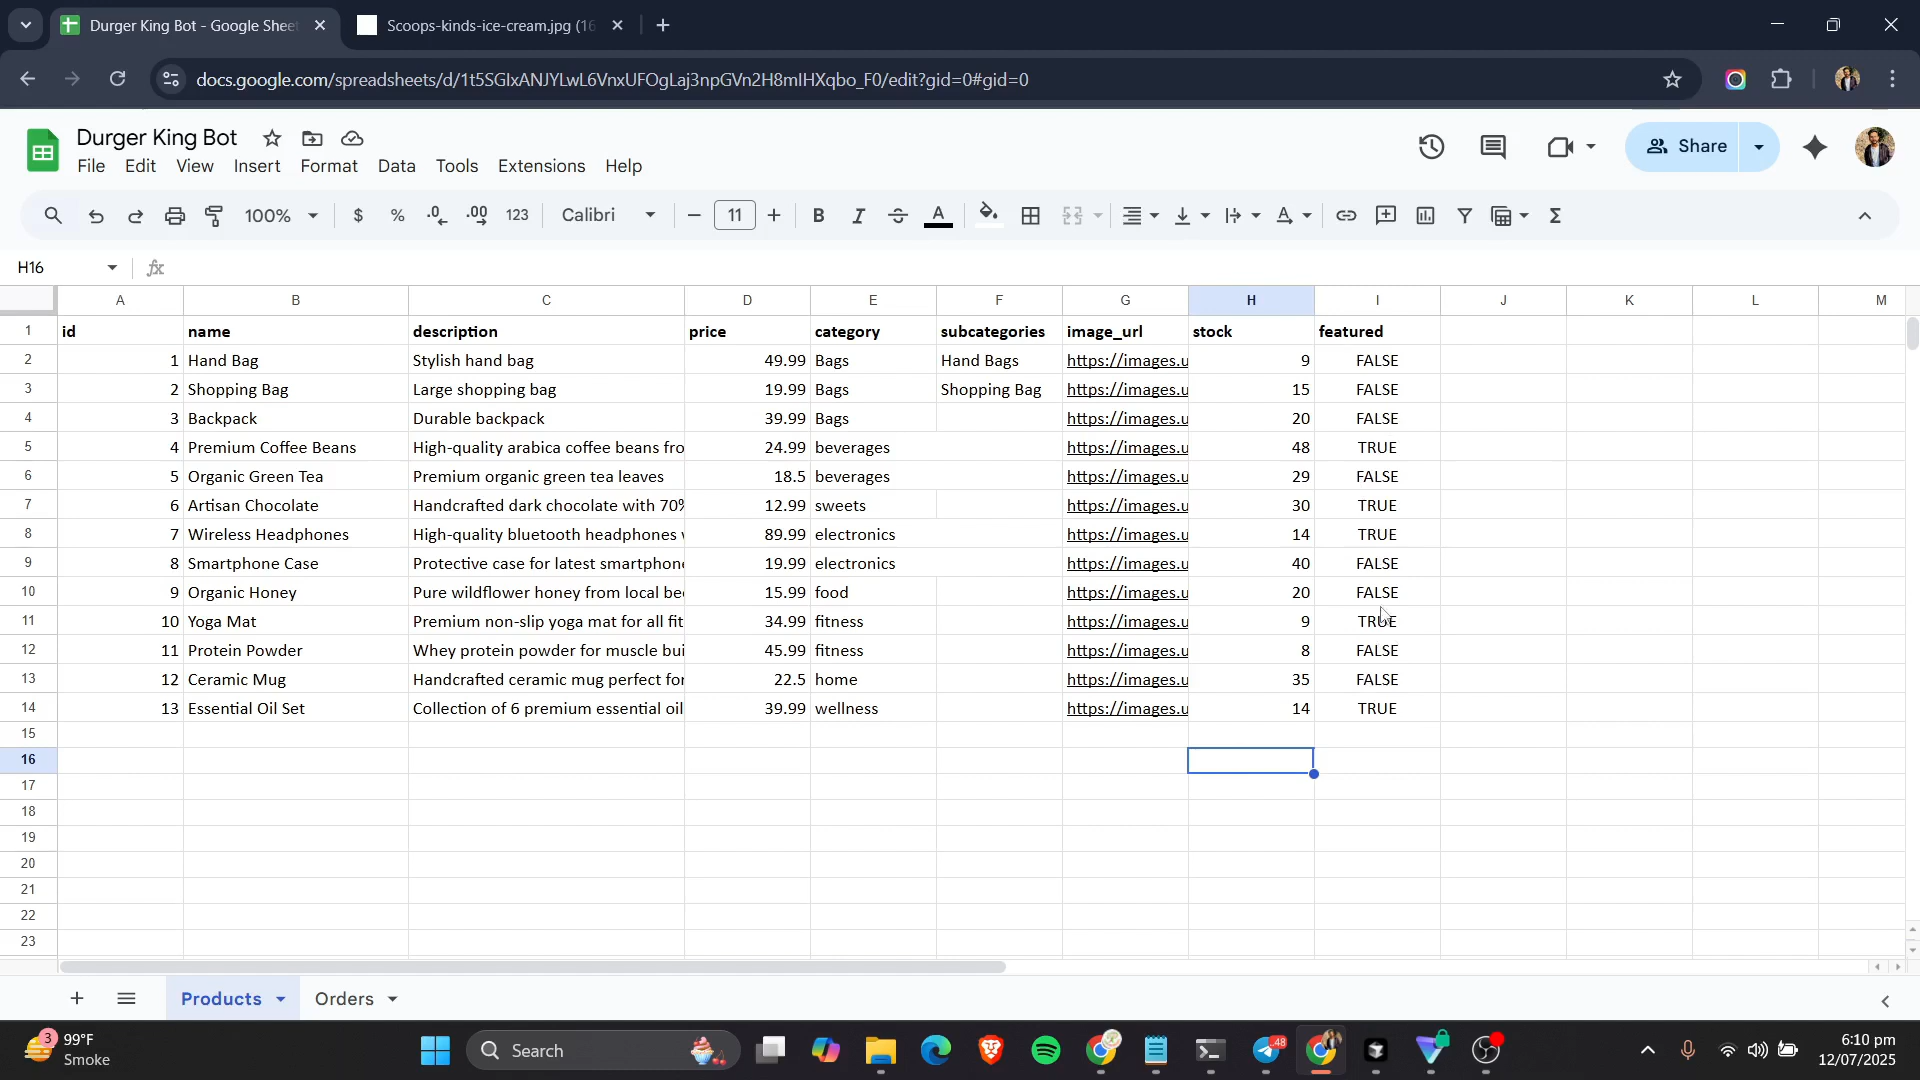 Durger King Bot - Google Shee
Scoops-kinds-ice-cream.jpg (16
docs.google.com/spreadsheets/d/1t5SGIxANJYLwL6VnxUFOgLaj3npGVn2H8mIHXqbo_F0/edit?gid=0#gid=0
Durger King Bot
File Edit View Insert Format Data Tools Extensions Help
Share
100% $ % .0 .00 123 Calibri 11 B I A
H16 fx
A B C D E F G H I J K L M
1 id name description price category subcategories image_url stock featured
2 1 Hand Bag Stylish hand bag 49.99 Bags Hand Bags https://images.u 9 FALSE
3 2 Shopping Bag Large shopping bag 19.99 Bags Shopping Bag https://images.u 15 FALSE
4 3 Backpack Durable backpack 39.99 Bags https://images.u 20 FALSE
5 4 Premium Coffee Beans High-quality arabica coffee beans fro 24.99 beverages https://images.u 48 TRUE
6 5 Organic Green Tea Premium organic green tea leaves 18.5 beverages https://images.u 29 FALSE
7 6 Artisan Chocolate Handcrafted dark chocolate with 70% 12.99 sweets https://images.u 30 TRUE
8 7 Wireless Headphones High-quality bluetooth headphones w 89.99 electronics https://images.u 14 TRUE
9 8 Smartphone Case Protective case for latest smartphone 19.99 electronics https://images.u 40 FALSE
10 9 Organic Honey Pure wildflower honey from local bee 15.99 food https://images.u 20 FALSE
11 10 Yoga Mat Premium non-slip yoga mat for all fit 34.99 fitness https://images.u 9 TRUE
12 11 Protein Powder Whey protein powder for muscle bui 45.99 fitness https://images.u 8 FALSE
13 12 Ceramic Mug Handcrafted ceramic mug perfect for 22.5 home https://images.u 35 FALSE
14 13 Essential Oil Set Collection of 6 premium essential oil 39.99 wellness https://images.u 14 TRUE
15
16
17
18
19
20
21
22
23
Products Orders
3 99°F
Smoke
Search
48
6:10 pm
12/07/2025